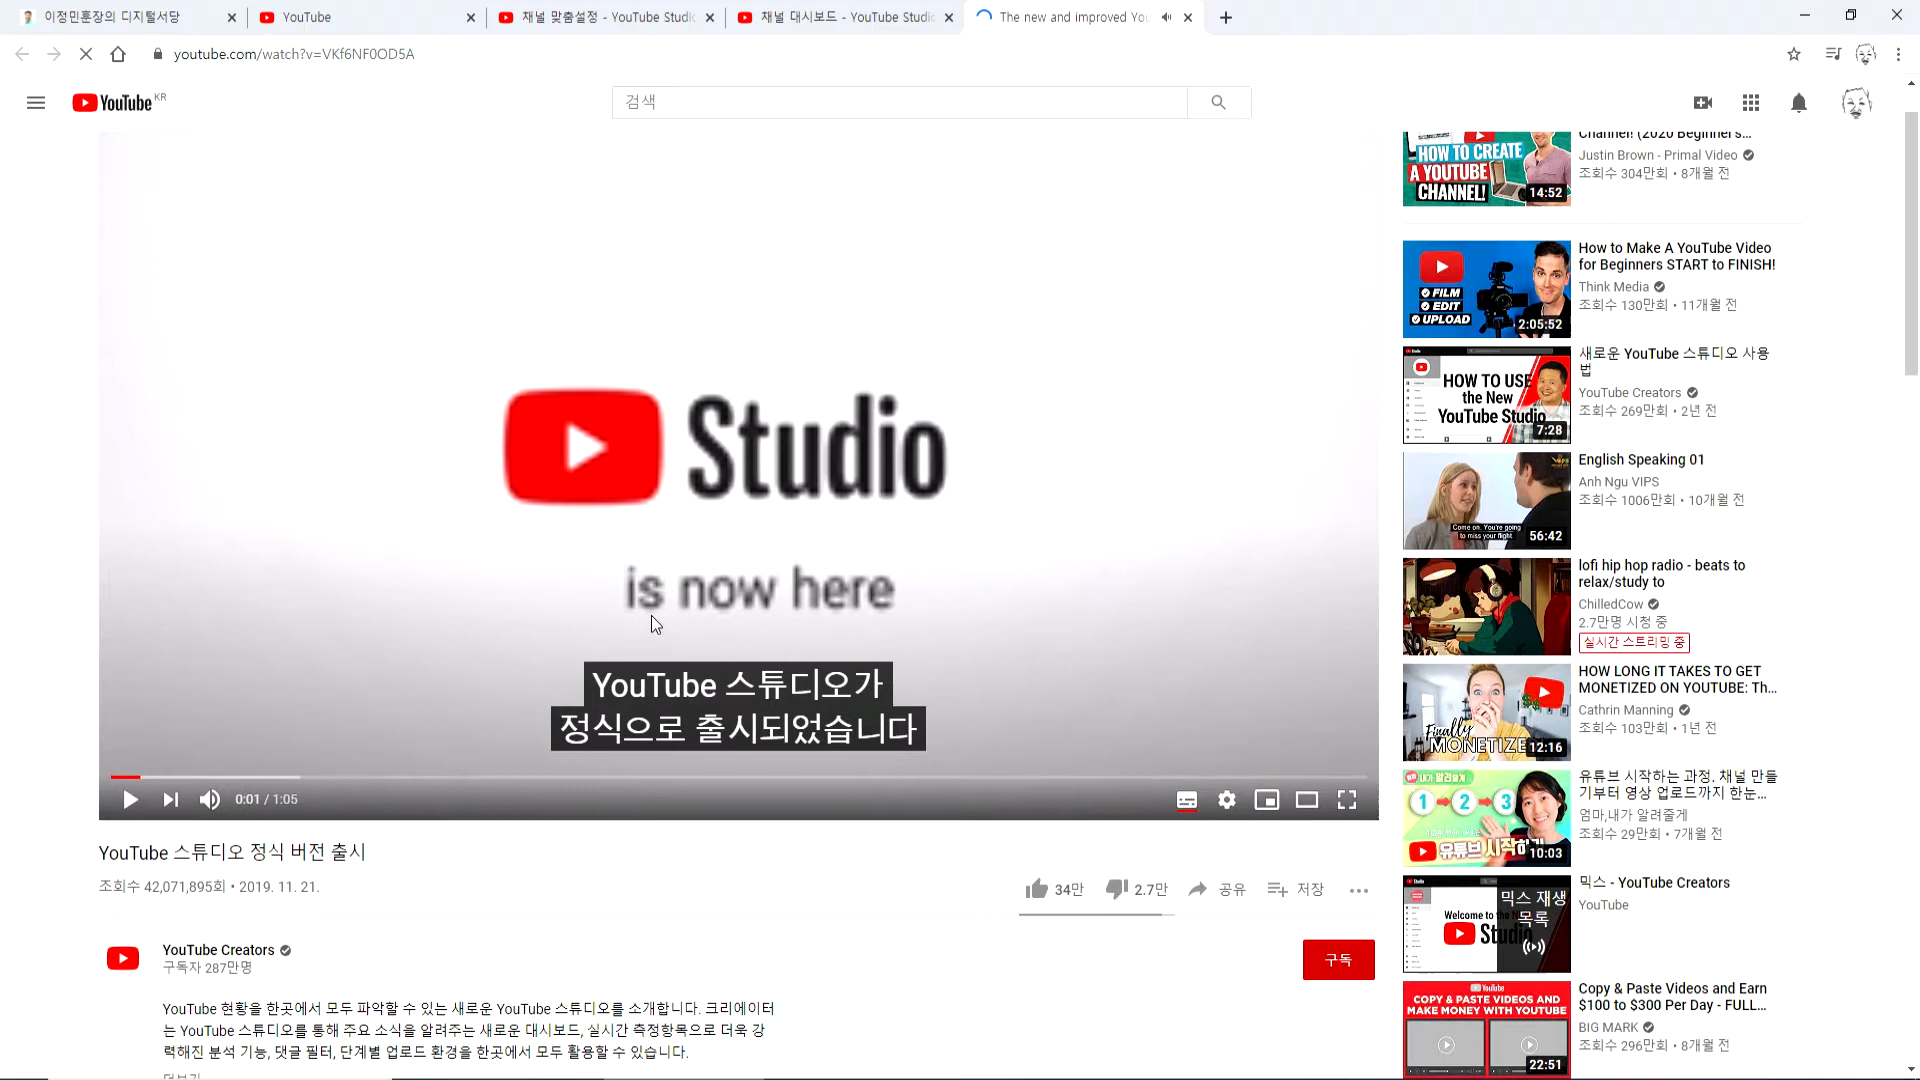 이정민훈장의 디지털서당
YouTube
채널 맞춤설정 - YouTube Studio
채널 대시보드 - YouTube Studio
The new and improved You
youtube.com/watch?v=VKf6NF0OD5A
YouTube KR
검색
Studio
is now here
YouTube 스튜디오가
정식으로 출시되었습니다
0:01 / 1:05
YouTube 스튜디오 정식 버전 출시
조회수 42,071,895회 • 2019. 11. 21.
34만
2.7만
공유
저장
YouTube Creators
구독자 287만명
구독
YouTube 현황을 한곳에서 모두 파악할 수 있는 새로운 YouTube 스튜디오를 소개합니다. 크리에이터
는 YouTube 스튜디오를 통해 주요 소식을 알려주는 새로운 대시보드, 실시간 측정항목으로 더욱 강
력해진 분석 기능, 댓글 필터, 단계별 업로드 환경을 한곳에서 모두 활용할 수 있습니다.
HOW TO CREATE
A YOUTUBE
CHANNEL!
14:52
Channel! (2020 Beginner's...
Justin Brown - Primal Video
조회수 304만회 • 8개월 전
FILM
EDIT
UPLOAD
2:05:52
How to Make A YouTube Video
for Beginners START to FINISH!
Think Media
조회수 130만회 • 11개월 전
HOW TO USE
the New
YouTube Studio
7:28
새로운 YouTube 스튜디오 사용
법
YouTube Creators
조회수 269만회 • 2년 전
Come on. You're going
to miss your flight
56:42
English Speaking 01
Anh Ngu VIPS
조회수 1006만회 • 10개월 전
lofi hip hop radio - beats to
relax/study to
ChilledCow
2.7만명 시청 중
실시간 스트리밍 중
Finally
MONETIZE
12:16
HOW LONG IT TAKES TO GET
MONETIZED ON YOUTUBE: Th...
Cathrin Manning
조회수 103만회 • 1년 전
1 2 3
10:03
유튜브 시작하는 과정. 채널 만들
기부터 영상 업로드까지 한눈...
엄마,내가 알려줄게
조회수 29만회 • 7개월 전
Welcome to the
Studio
믹스 재생
목록
믹스 - YouTube Creators
YouTube
YouTube
COPY & PASTE VIDEOS AND
MAKE MONEY WITH YOUTUBE
22:51
Copy & Paste Videos and Earn
$100 to $300 Per Day - FULL...
BIG MARK
조회수 296만회 • 8개월 전